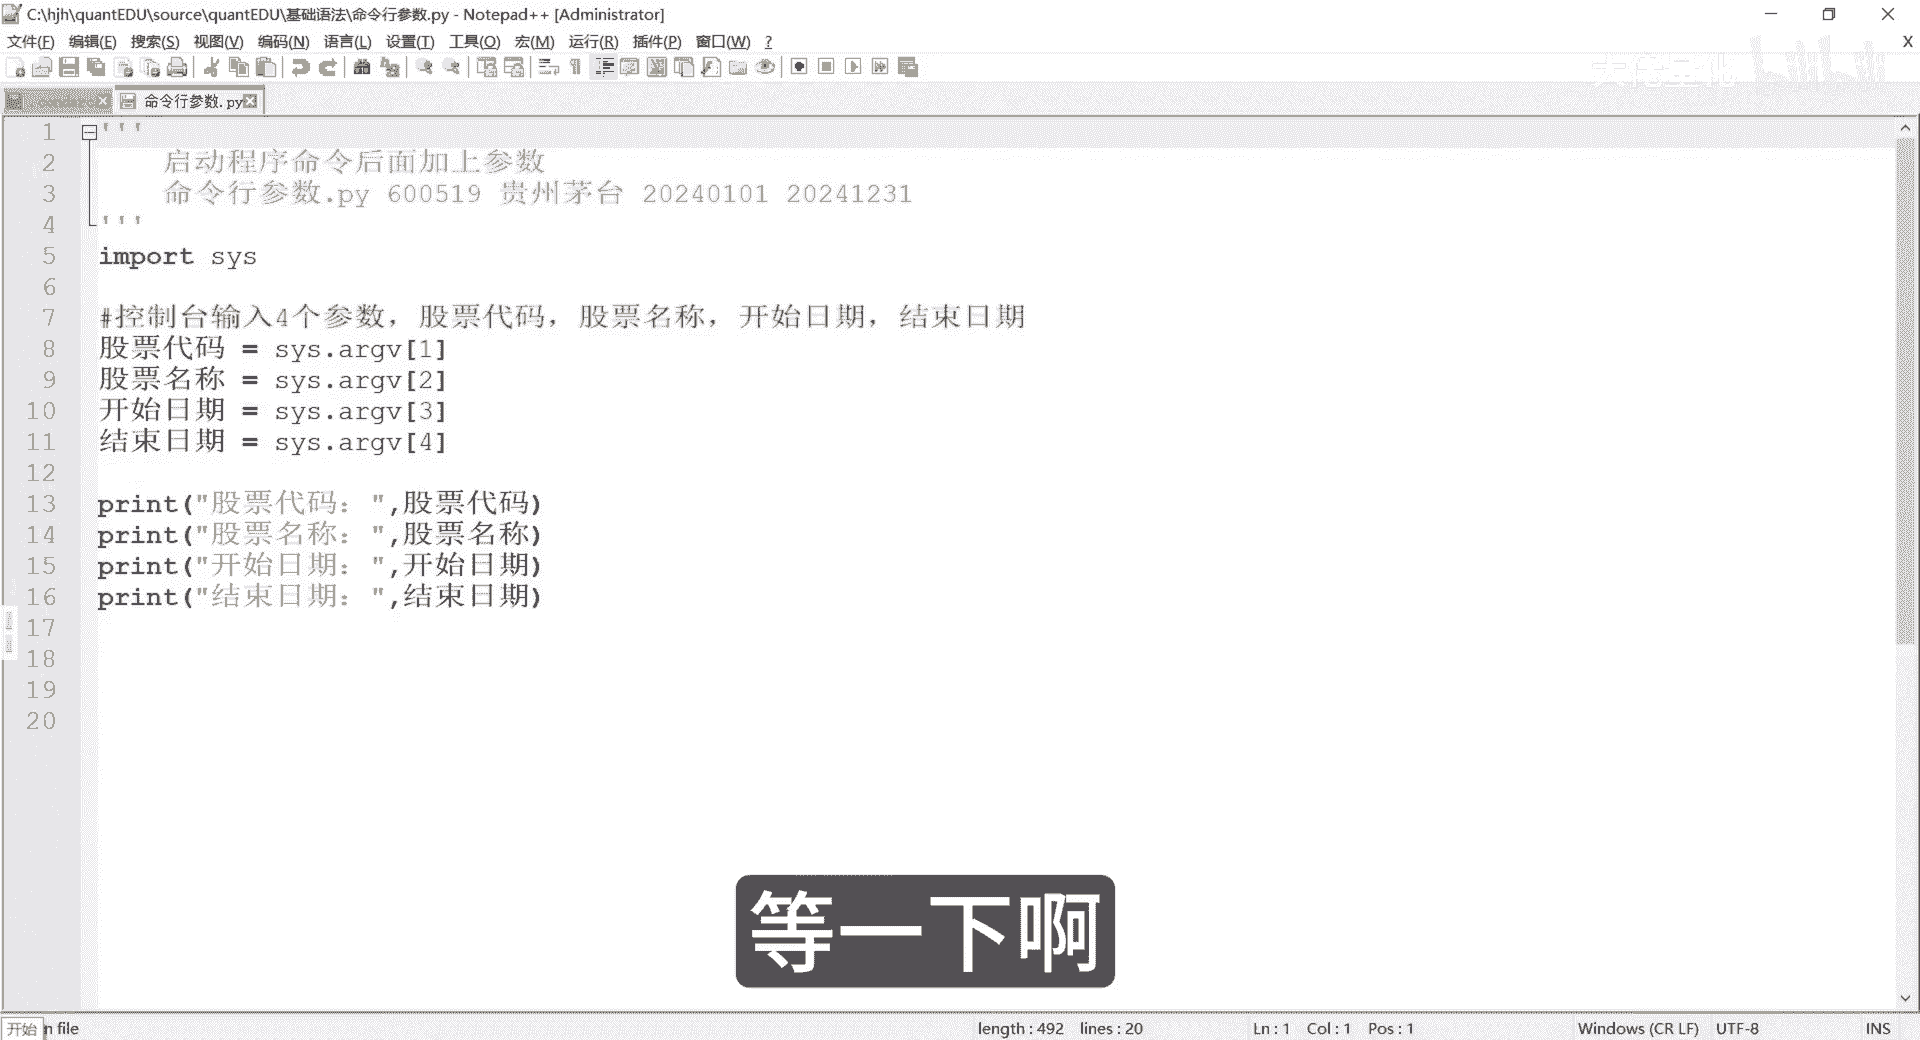 C:\hjh\quantEDU\source\quantEDU\基础语法\命令行参数.py - Notepad++ [Administrator]
文件(F) 编辑(E) 搜索(S) 视图(V) 编码(N) 语言(L) 设置(T) 工具(O) 宏(M) 运行(R) 插件(P) 窗口(W) ? X
命令行参数.py
1 '''
2 启动程序命令后面加上参数
3 命令行参数.py 600519 贵州茅台 20240101 20241231
4 '''
5 import sys
6
7 #控制台输入4个参数，股票代码，股票名称，开始日期，结束日期
8 股票代码 = sys.argv[1]
9 股票名称 = sys.argv[2]
10 开始日期 = sys.argv[3]
11 结束日期 = sys.argv[4]
12
13 print("股票代码：",股票代码)
14 print("股票名称：",股票名称)
15 print("开始日期：",开始日期)
16 print("结束日期：",结束日期)
17
18
19
20
等一下啊
开始 n file length : 492 lines : 20 Ln : 1 Col : 1 Pos : 1 Windows (CR LF) UTF-8 INS